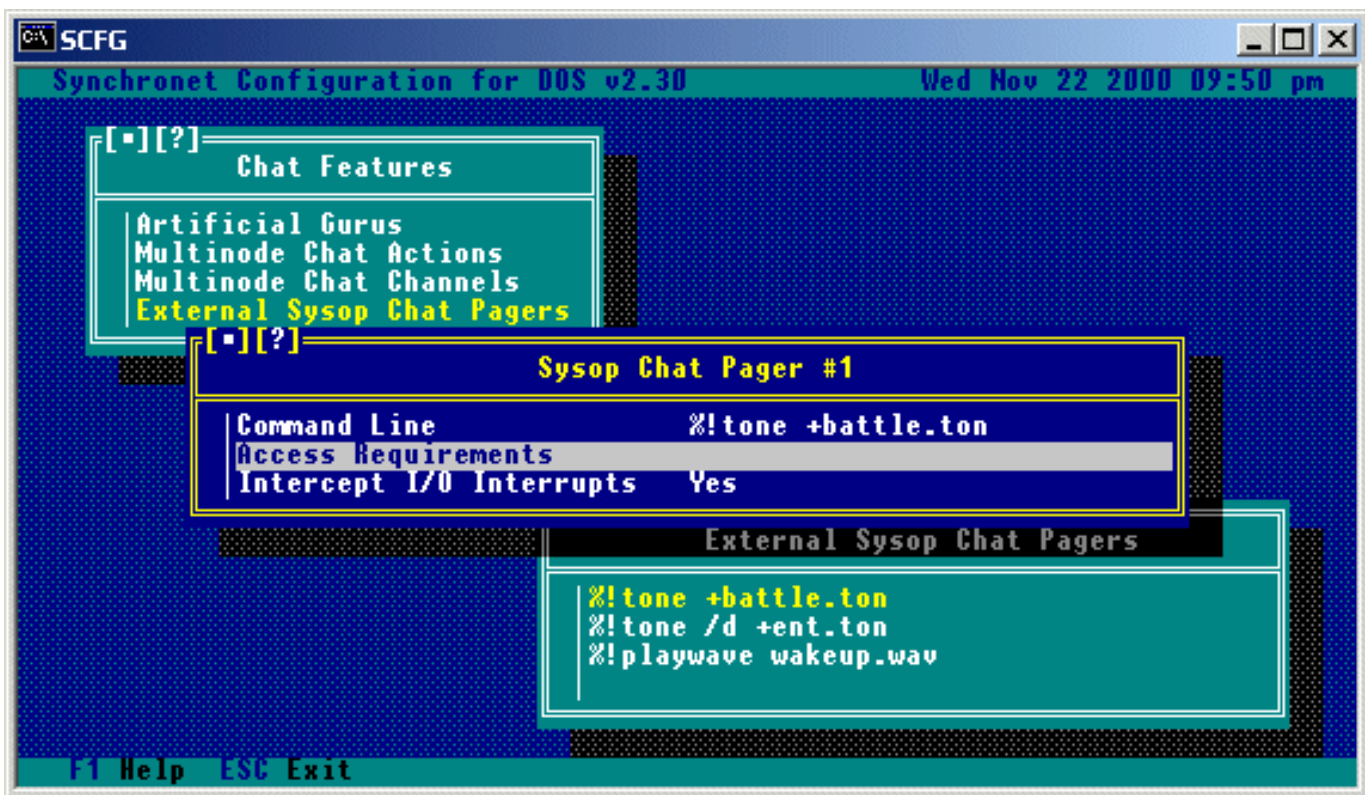 SCFG
Synchronet Configuration for DOS v2.30 Wed Nov 22 2000 09:50 pm
[▪][?]
Chat Features
Artificial Gurus
Multinode Chat Actions
Multinode Chat Channels
External Sysop Chat Pagers
[▪][?]
Sysop Chat Pager #1
Command Line %!tone +battle.ton
Access Requirements
Intercept I/O Interrupts Yes
External Sysop Chat Pagers
%!tone +battle.ton
%!tone /d +ent.ton
%!playwave wakeup.wav
F1 Help ESC Exit